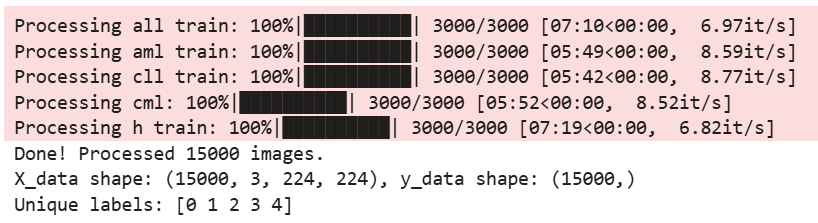 Processing all train: 100%|██████████| 3000/3000 [07:10<00:00,  6.97it/s]
Processing aml train: 100%|██████████| 3000/3000 [05:49<00:00,  8.59it/s]
Processing cll train: 100%|██████████| 3000/3000 [05:42<00:00,  8.77it/s]
Processing cml: 100%|██████████| 3000/3000 [05:52<00:00,  8.52it/s]
Processing h train: 100%|██████████| 3000/3000 [07:19<00:00,  6.82it/s]
Done! Processed 15000 images.
X_data shape: (15000, 3, 224, 224), y_data shape: (15000,)
Unique labels: [0 1 2 3 4]